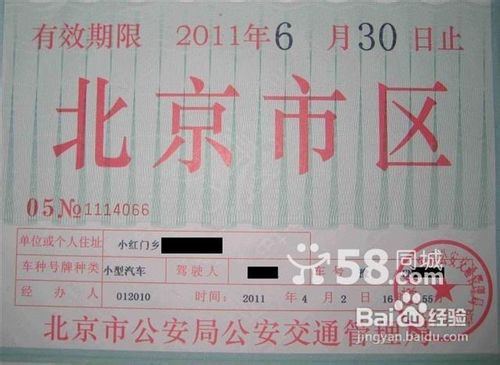 有效期限 2011年6月30日止
北京市区
05№1114066
单位或个人住址 小红门乡
车种号牌种类 小型汽车 驾驶人 车号
经办人 012010 时间: 2011 年 4 月 2 日 16 55
北京市公安局公安交通管理局
58同城
Baidu经验
jingyan.baidu.com